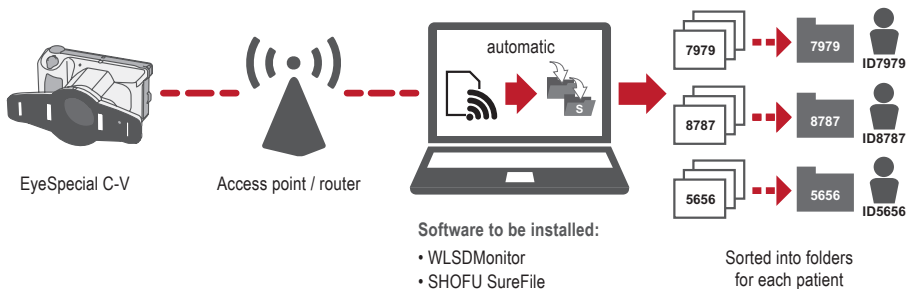 automatic
S
7979
7979
ID7979
8787
8787
ID8787
5656
5656
ID5656
EyeSpecial C-V
Access point / router
Software to be installed:
• WLSDMonitor
• SHOFU SureFile
Sorted into folders
for each patient